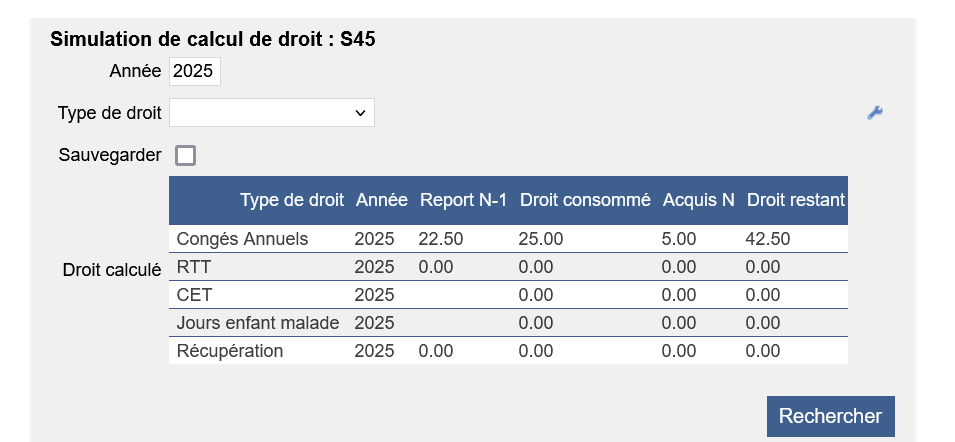 Simulation de calcul de droit : S45
Année 2025
Type de droit
Sauvegarder
Type de droit Année Report N-1 Droit consommé Acquis N Droit restant
Congés Annuels 2025 22.50 25.00 5.00 42.50
Droit calculé
RTT 2025 0.00 0.00 0.00 0.00
CET 2025 0.00 0.00 0.00
Jours enfant malade 2025 0.00 0.00 0.00
Récupération 2025 0.00 0.00 0.00 0.00
Rechercher